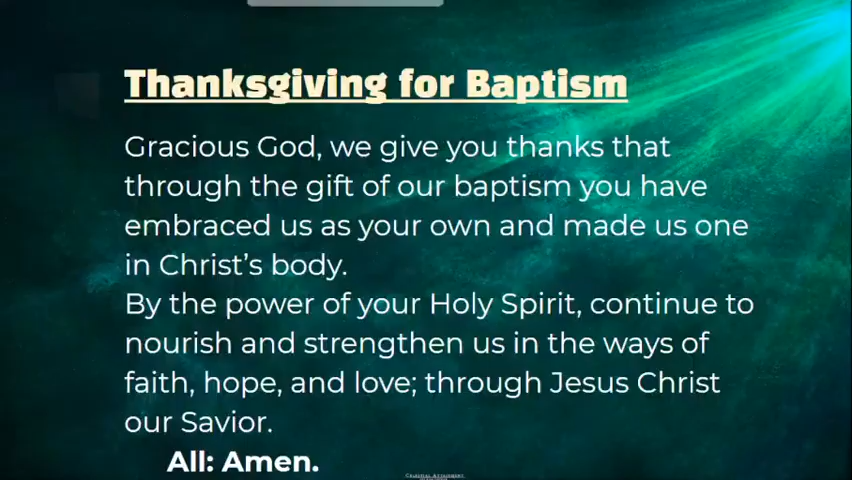 Thanksgiving for Baptism
Gracious God, we give you thanks that
through the gift of our baptism you have
embraced us as your own and made us one
in Christ’s body.
By the power of your Holy Spirit, continue to
nourish and strengthen us in the ways of
faith, hope, and love; through Jesus Christ
our Savior.
All: Amen.